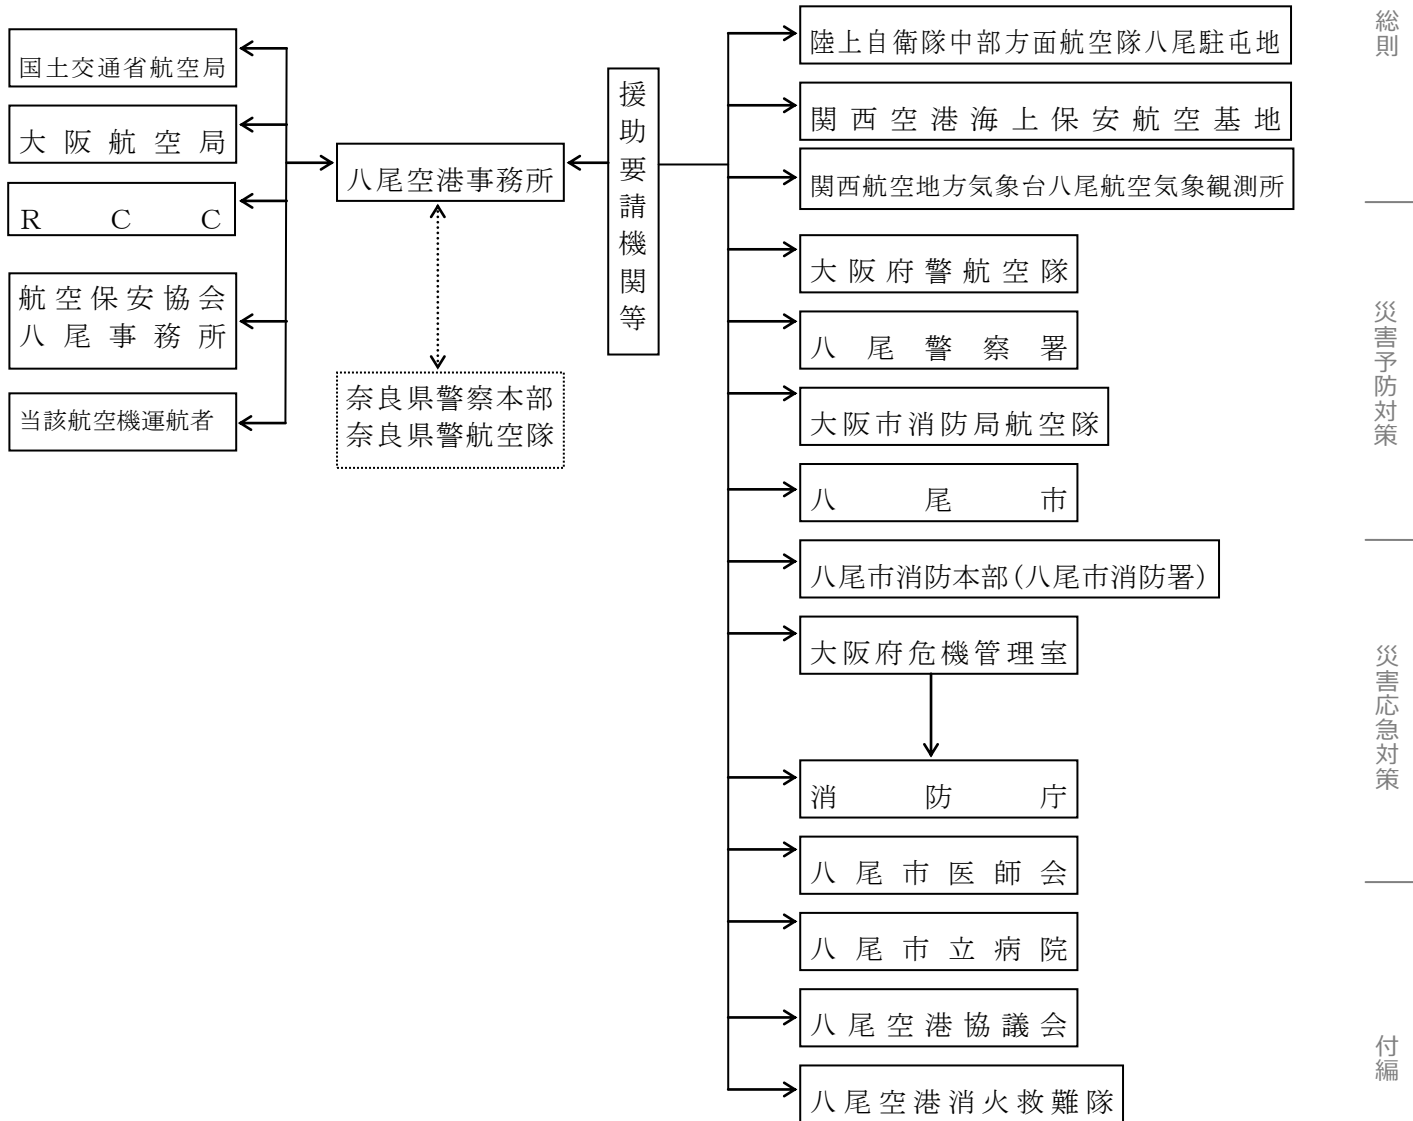 国土交通省航空局
大阪航空局
RCC
航空保安協会
八尾事務所
当該航空機運航者
八尾空港事務所
奈良県警察本部
奈良県警航空隊
援助要請機関等
陸上自衛隊中部方面航空隊八尾駐屯地
関西空港海上保安航空基地
関西航空地方気象台八尾航空気象観測所
大阪府警航空隊
八尾警察署
大阪市消防局航空隊
八尾市
八尾市消防本部(八尾市消防署)
大阪府危機管理室
消防庁
八尾市医師会
八尾市立病院
八尾空港協議会
八尾空港消火救難隊
総則
災害予防対策
災害応急対策
付編